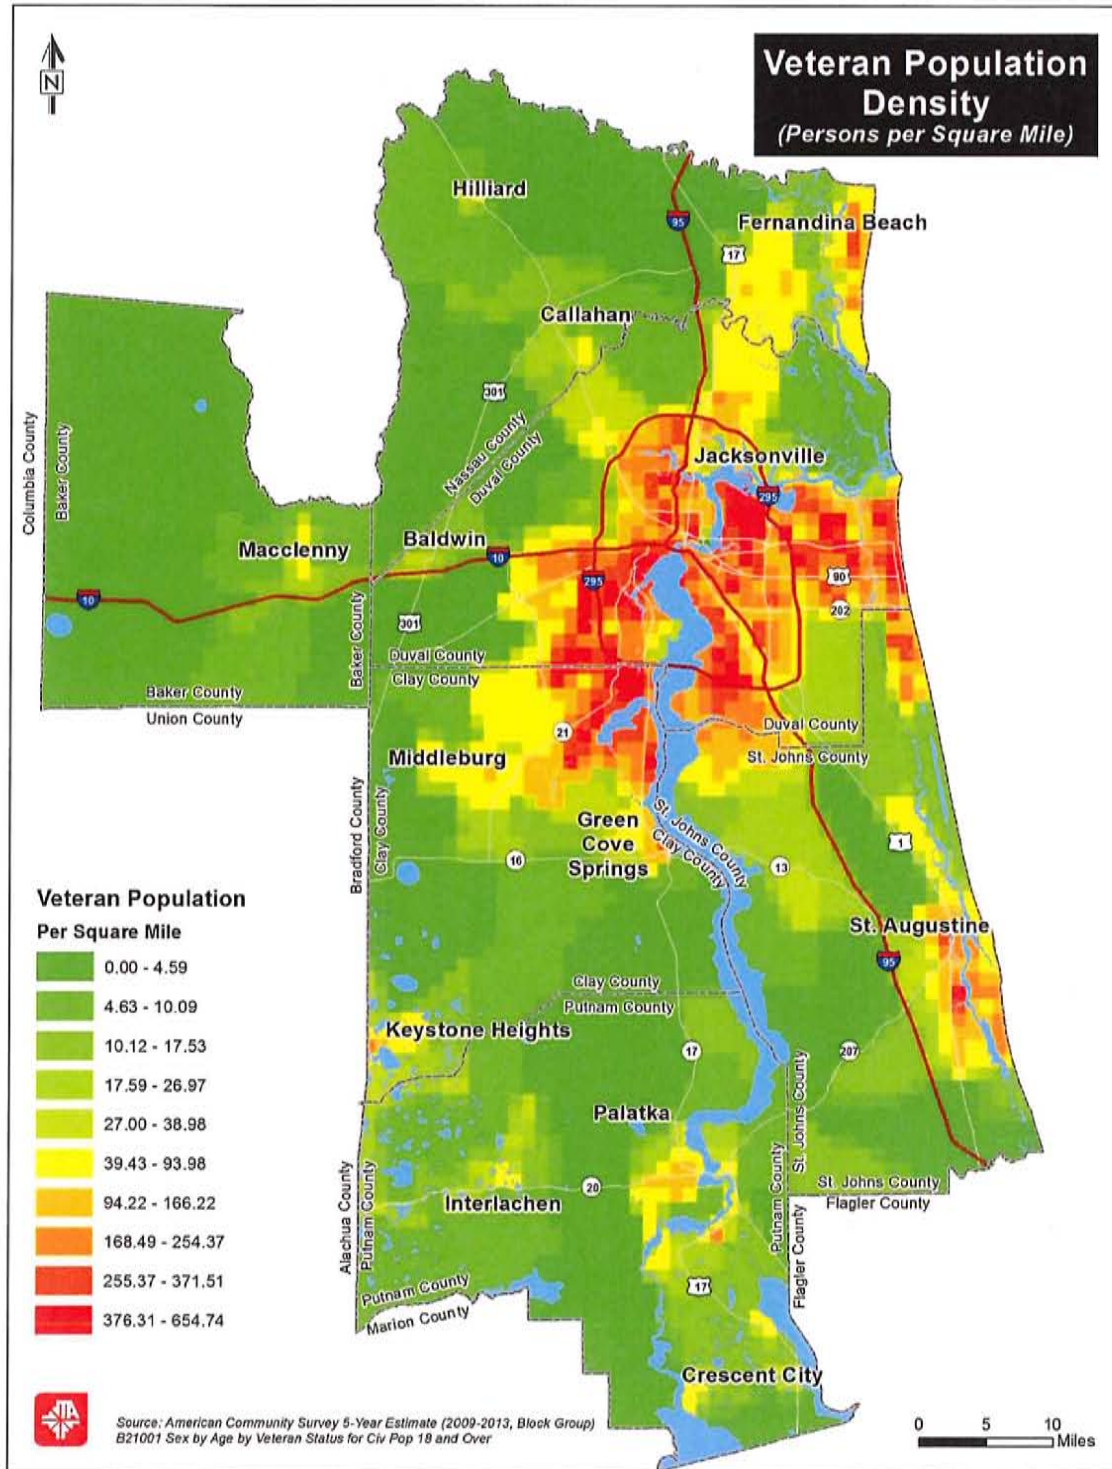 Veteran Population
Density
(Persons per Square Mile)
N
Hilliard
95
Fernandina Beach
17
Callahan
301
Nassau County
Duval County
Columbia County
Baker County
Jacksonville
295
Macclenny
Baldwin
10
10
295
90
202
301
Baker County
Duval County
Clay County
Baker County
Union County
21
Duval County
St. Johns County
Middleburg
Bradford County
Clay County
Green
Cove
Springs
St. Johns County
Clay County
16
13
1
St. Augustine
95
Clay County
Putnam County
Keystone Heights
17
207
Palatka
St. Johns County
Putnam County
Interlachen
20
St. Johns County
Flagler County
Alachua County
Putnam County
Flagler County
Putnam County
Marion County
17
Crescent City
Veteran Population
Per Square Mile
0.00 - 4.59
4.63 - 10.09
10.12 - 17.53
17.59 - 26.97
27.00 - 38.98
39.43 - 93.98
94.22 - 166.22
168.49 - 254.37
255.37 - 371.51
376.31 - 654.74
JTA
Source: American Community Survey 5-Year Estimate (2009-2013, Block Group)
B21001 Sex by Age by Veteran Status for Civ Pop 18 and Over
0 5 10
Miles